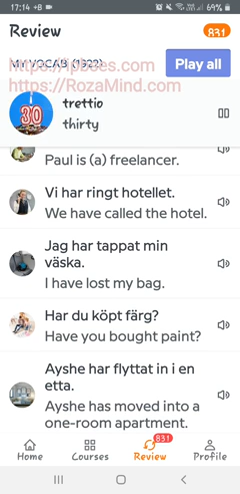 17:14 +8
69%
Review
831
MY VOCAB (1822)
Play all
https://ipases.com
https://RozaMind.com
30
trettio
thirty
Paul is (a) freelancer.
Vi har ringt hotellet.
We have called the hotel.
Jag har tappat min
väska.
I have lost my bag.
Har du köpt färg?
Have you bought paint?
Ayshe har flyttat in i en
etta.
Ayshe has moved into a
one-room apartment.
831
Home
Courses
Review
Profile